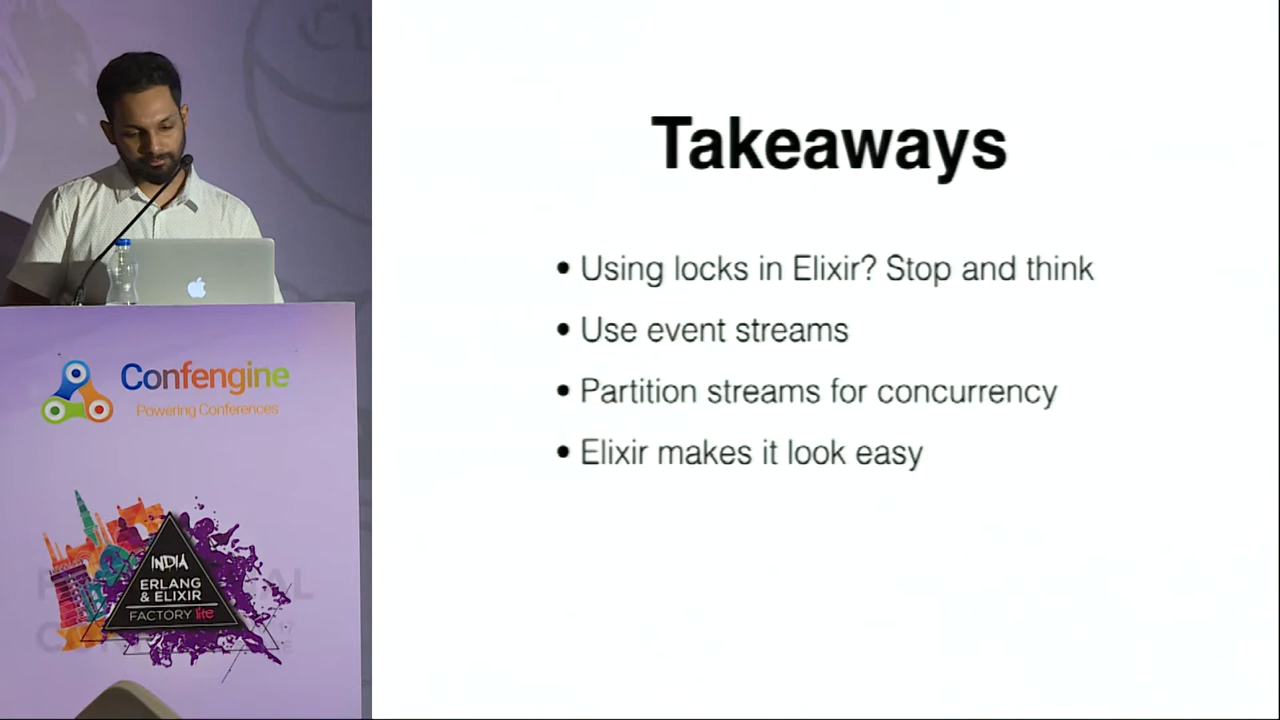 Takeaways
• Using locks in Elixir? Stop and think
• Use event streams
• Partition streams for concurrency
• Elixir makes it look easy
Confengine
Powering Conferences
INDIA
ERLANG
& ELIXIR
FACTORY lite